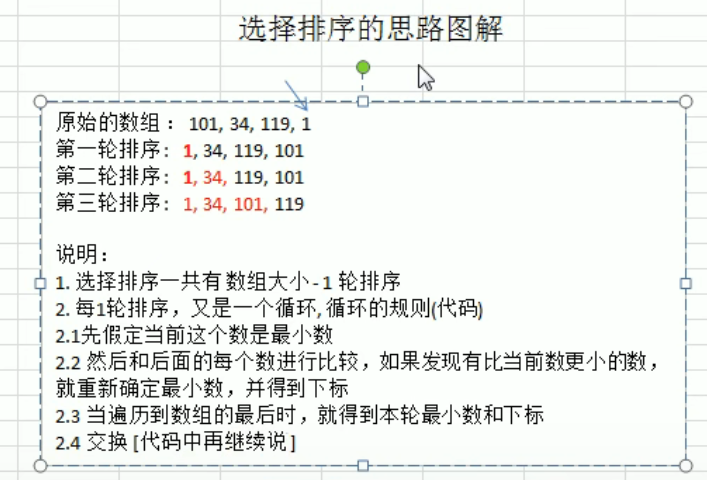 选择排序的思路图解
原始的数组： 101, 34, 119, 1
第一轮排序： 1, 34, 119, 101
第二轮排序： 1, 34, 119, 101
第三轮排序： 1, 34, 101, 119
说明：
1. 选择排序一共有数组大小 - 1 轮排序
2. 每1轮排序，又是一个循环, 循环的规则(代码)
2.1先假定当前这个数是最小数
2.2 然后和后面的每个数进行比较，如果发现有比当前数更小的数，
就重新确定最小数，并得到下标
2.3 当遍历到数组的最后时，就得到本轮最小数和下标
2.4 交换 [代码中再继续说 ]